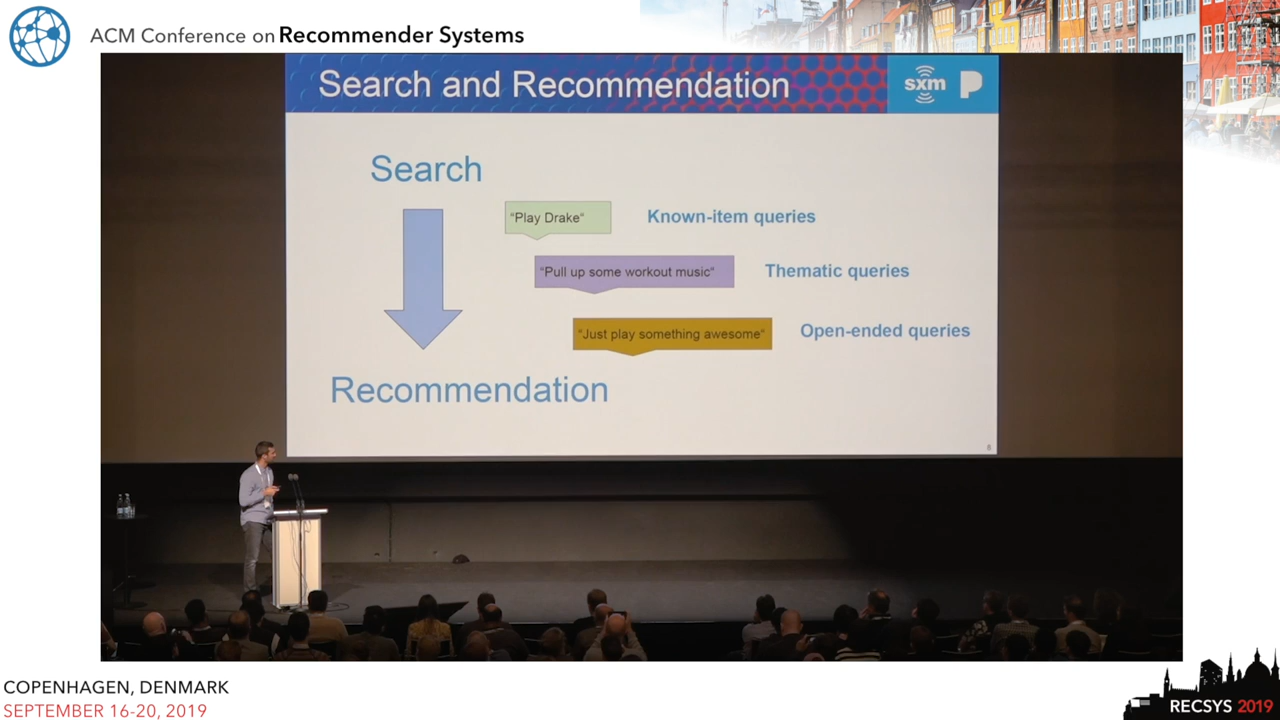 ACM Conference on Recommender Systems
Search and Recommendation
sxm
Search
"Play Drake"
Known-item queries
"Pull up some workout music"
Thematic queries
"Just play something awesome"
Open-ended queries
Recommendation
COPENHAGEN, DENMARK
SEPTEMBER 16-20, 2019
RECSYS 2019